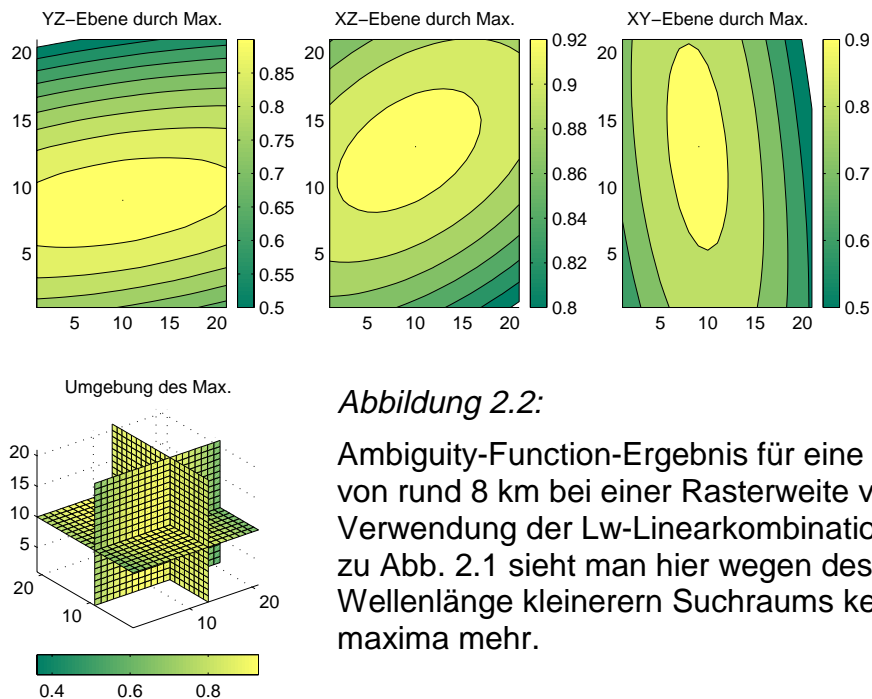 YZ−Ebene durch Max.
XZ−Ebene durch Max.
XY−Ebene durch Max.
20
15
10
5
5 10 15 20
0.85
0.8
0.75
0.7
0.65
0.6
0.55
0.5
20
15
10
5
5 10 15 20
0.92
0.9
0.88
0.86
0.84
0.82
0.8
20
15
10
5
5 10 15 20
0.9
0.8
0.7
0.6
0.5
Umgebung des Max.
20
15
10
5
20
10
10
20
0.4 0.6 0.8
Abbildung 2.2:
Ambiguity-Function-Ergebnis für eine
von rund 8 km bei einer Rasterweite
Verwendung der Lw-Linearkombinatio
zu Abb. 2.1 sieht man hier wegen des
Wellenlänge kleinerern Suchraums ke
maxima mehr.